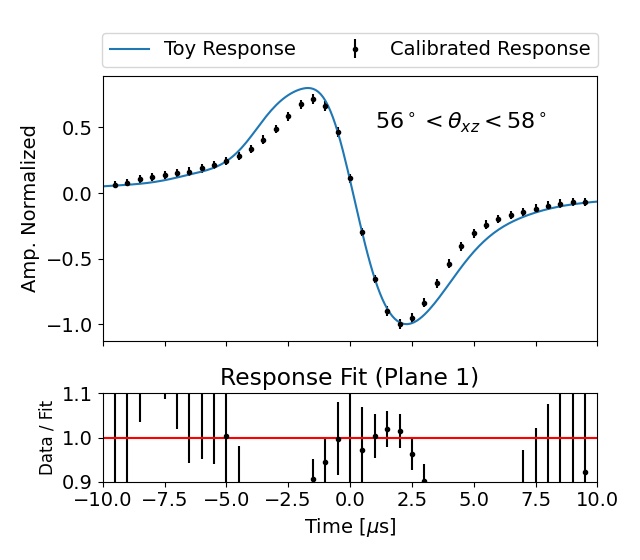 Toy Response Calibrated Response
56° < θxz < 58°
Amp. Normalized
0.5
0.0
−0.5
−1.0
Response Fit (Plane 1)
Data / Fit
1.1
1.0
0.9
−10.0 −7.5 −5.0 −2.5 0.0 2.5 5.0 7.5 10.0
Time [μs]